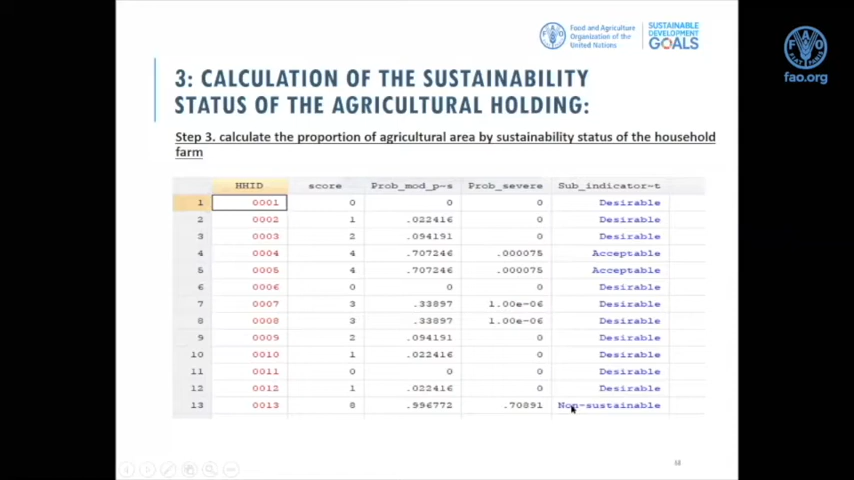 Food and Agriculture
Organization of the
United Nations
SUSTAINABLE
DEVELOPMENT
GOALS
FAO
FIAT PANIS
fao.org
3: CALCULATION OF THE SUSTAINABILITY
STATUS OF THE AGRICULTURAL HOLDING:
Step 3. calculate the proportion of agricultural area by sustainability status of the household
farm
HHID score Prob_mod_p~s Prob_severe Sub_indicator~t
1 0001 0 0 0 Desirable
2 0002 1 .022416 0 Desirable
3 0003 2 .094191 0 Desirable
4 0004 4 .707246 .000075 Acceptable
5 0005 4 .707246 .000075 Acceptable
6 0006 0 0 0 Desirable
7 0007 3 .33897 1.00e-06 Desirable
8 0008 3 .33897 1.00e-06 Desirable
9 0009 2 .094191 0 Desirable
10 0010 1 .022416 0 Desirable
11 0011 0 0 0 Desirable
12 0012 1 .022416 0 Desirable
13 0013 8 .996772 .70891 Non-sustainable